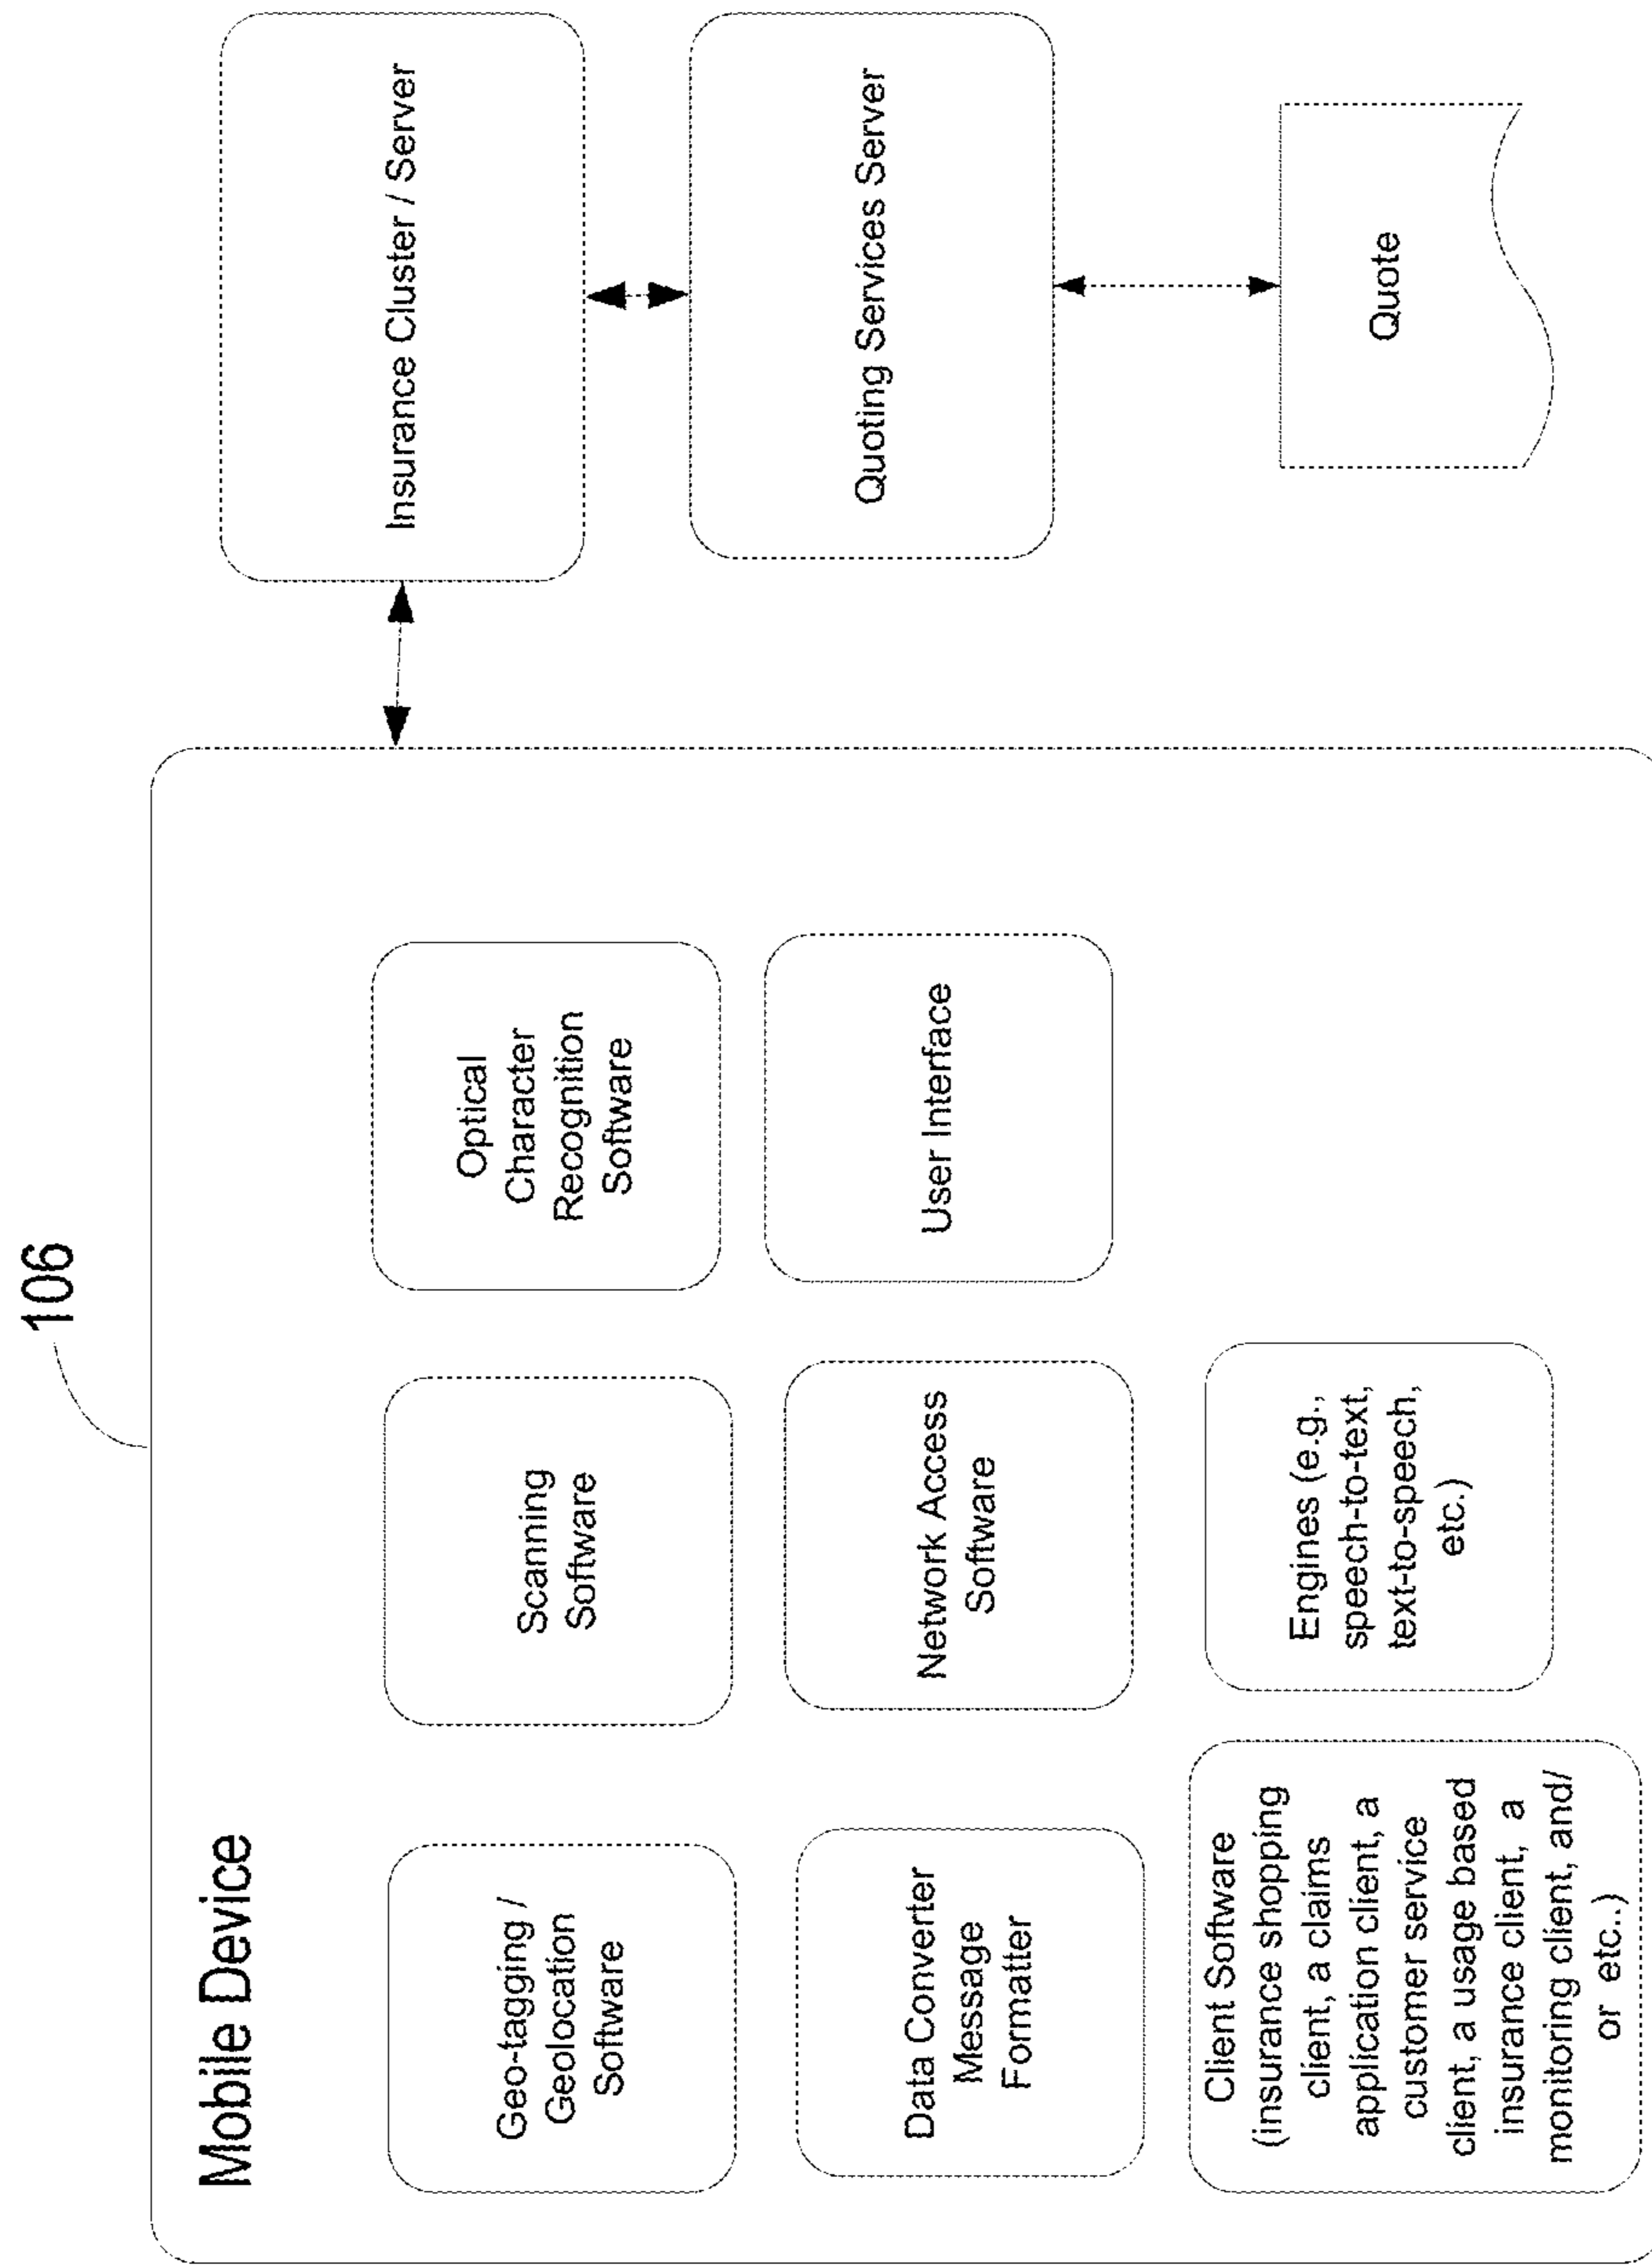 106
Mobile Device
Geo-tagging /
Geolocation
Software
Scanning
Software
Optical
Character
Recognition
Software
Data Converter
Message
Formatter
Network Access
Software
User Interface
Client Software
(insurance shopping
client, a claims
application client, a
customer service
client, a usage based
insurance client, a
monitoring client, and/
or etc..)
Engines (e.g.,
speech-to-text,
text-to-speech,
etc.)
Insurance Cluster / Server
Quoting Services Server
Quote